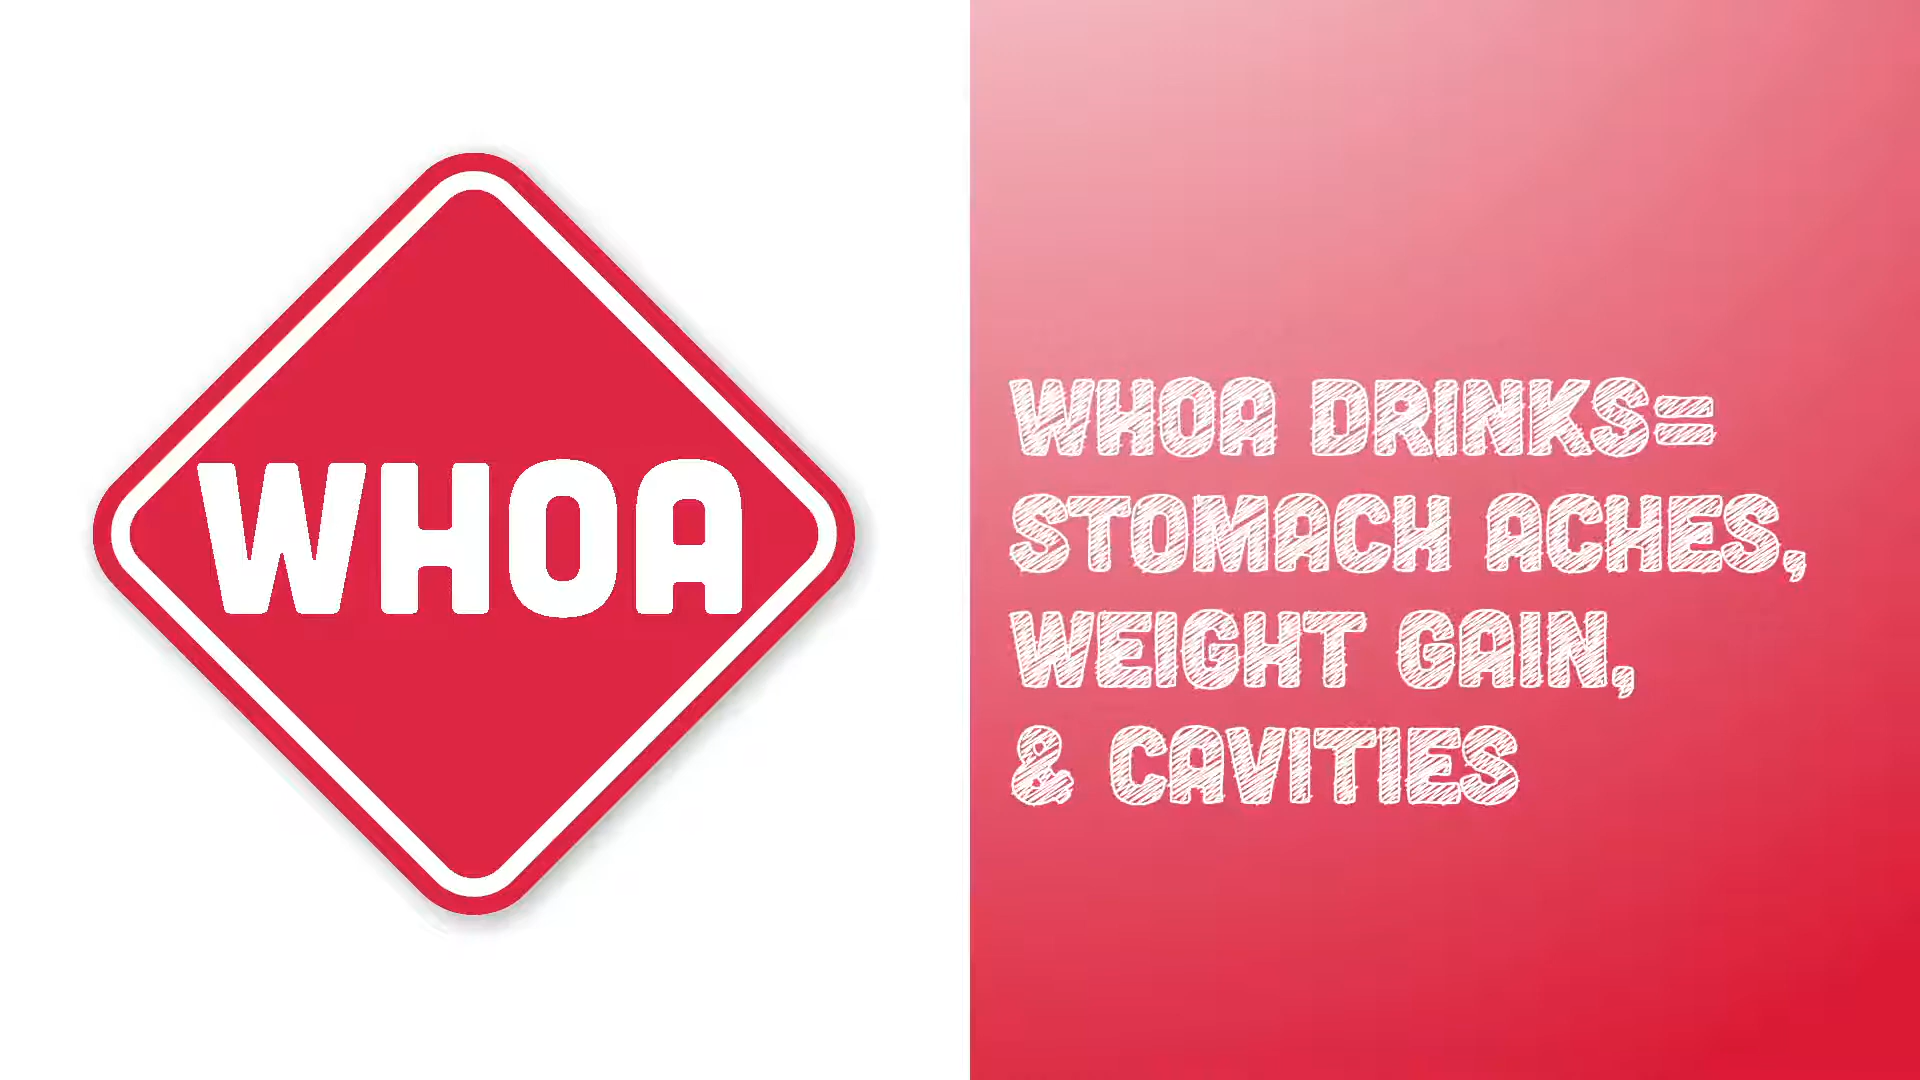 WHOA
WHOA DRINKS=
STOMACH ACHES,
WEIGHT GAIN,
& CAVITIES